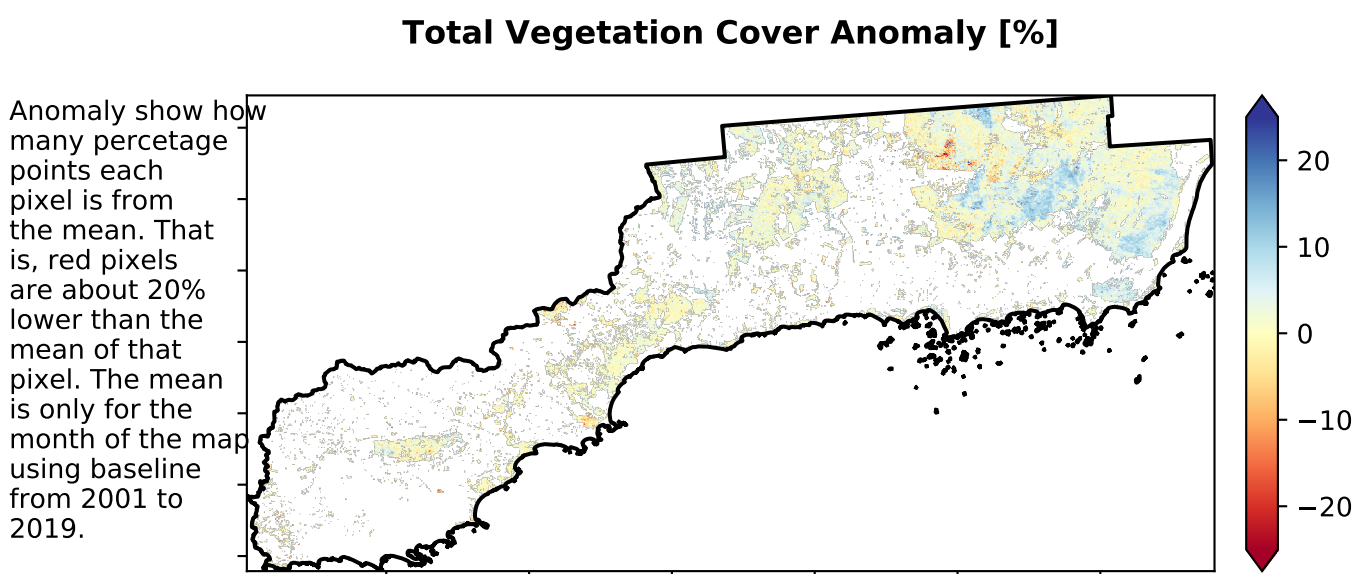 Total Vegetation Cover Anomaly [%]
Anomaly show how
many percetage
points each
pixel is from
the mean. That
is, red pixels
are about 20%
lower than the
mean of that
pixel. The mean
is only for the
month of the map
using baseline
from 2001 to
2019.
20
10
0
−10
−20